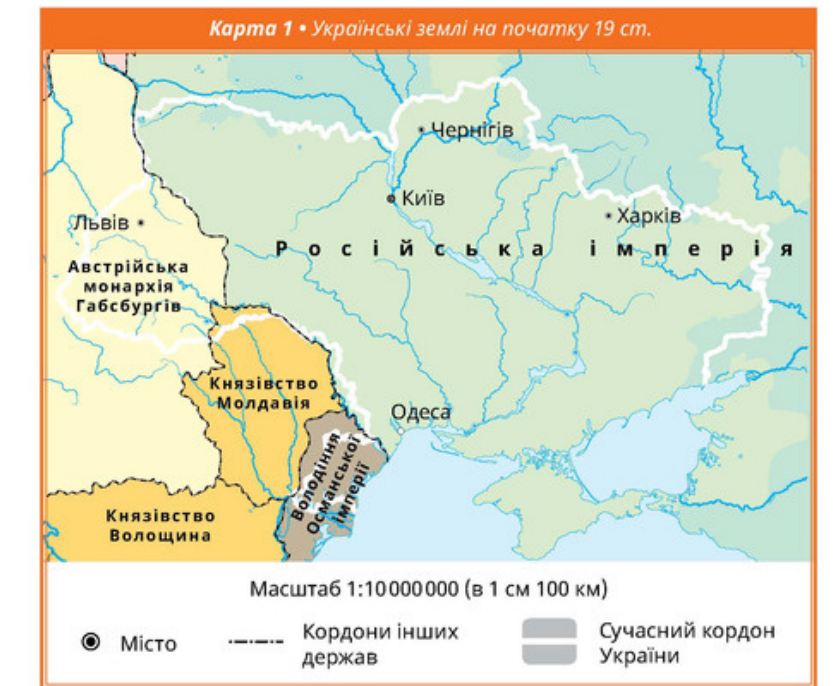 Карта 1 • Українські землі на початку 19 ст.
Чернігів
Київ
Харків
Львів
Російська імперія
Австрійська
монархія
Габсбургів
Князівство
Молдавія
Одеса
Володіння
Османської
імперії
Князівство
Волощина
Масштаб 1:10 000 000 (в 1 см 100 км)
Місто
Кордони інших
держав
Сучасний кордон
України